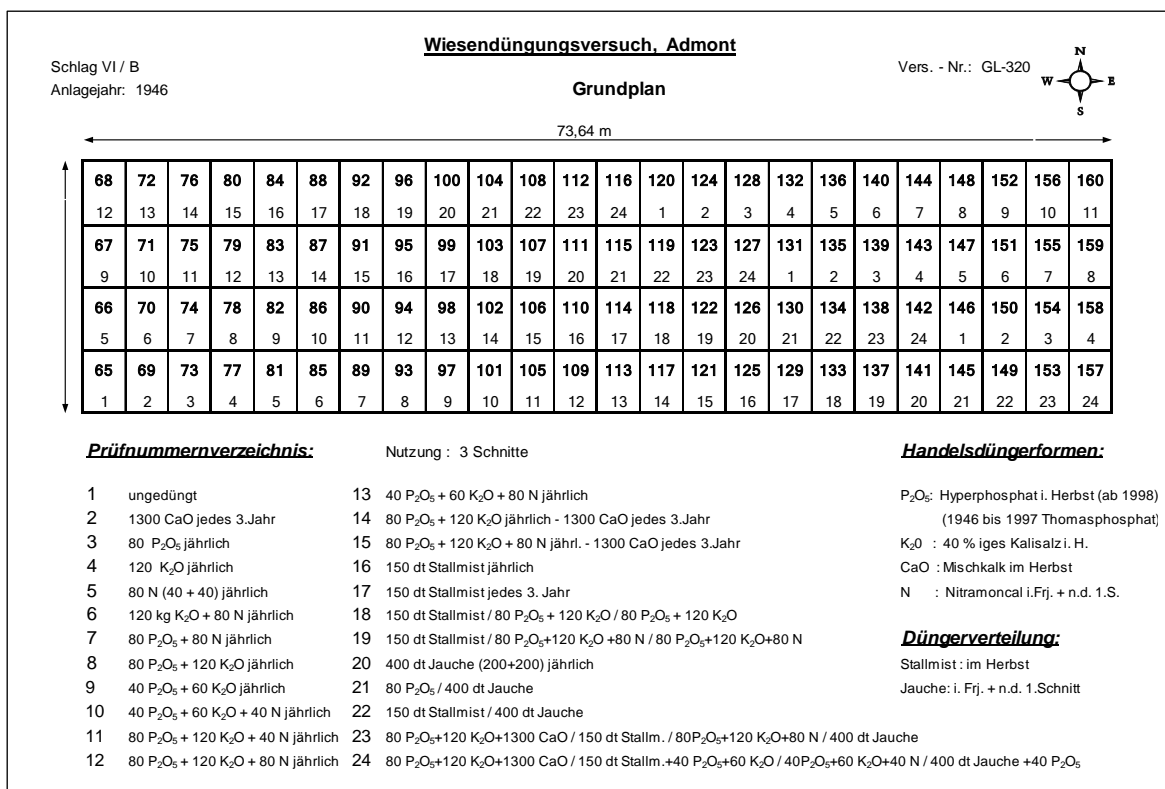 Wiesendüngungsversuch, Admont
Schlag VI / B
Vers. - Nr.: GL-320
Anlagejahr: 1946
Grundplan
N
W E
S
73,64 m
68 72 76 80 84 88 92 96 100 104 108 112 116 120 124 128 132 136 140 144 148 152 156 160
12 13 14 15 16 17 18 19 20 21 22 23 24 1 2 3 4 5 6 7 8 9 10 11
67 71 75 79 83 87 91 95 99 103 107 111 115 119 123 127 131 135 139 143 147 151 155 159
9 10 11 12 13 14 15 16 17 18 19 20 21 22 23 24 1 2 3 4 5 6 7 8
66 70 74 78 82 86 90 94 98 102 106 110 114 118 122 126 130 134 138 142 146 150 154 158
5 6 7 8 9 10 11 12 13 14 15 16 17 18 19 20 21 22 23 24 1 2 3 4
65 69 73 77 81 85 89 93 97 101 105 109 113 117 121 125 129 133 137 141 145 149 153 157
1 2 3 4 5 6 7 8 9 10 11 12 13 14 15 16 17 18 19 20 21 22 23 24
Prüfnummernverzeichnis:
1 ungedüngt
2 1300 CaO jedes 3.Jahr
3 80 P₂O₅ jährlich
4 120 K₂O jährlich
5 80 N (40 + 40) jährlich
6 120 kg K₂O + 80 N jährlich
7 80 P₂O₅ + 80 N jährlich
8 80 P₂O₅ + 120 K₂O jährlich
9 40 P₂O₅ + 60 K₂O jährlich
10 40 P₂O₅ + 60 K₂O + 40 N jährlich
11 80 P₂O₅ + 120 K₂O + 40 N jährlich
12 80 P₂O₅ + 120 K₂O + 80 N jährlich
Nutzung : 3 Schnitte
13 40 P₂O₅ + 60 K₂O + 80 N jährlich
14 80 P₂O₅ + 120 K₂O jährlich - 1300 CaO jedes 3.Jahr
15 80 P₂O₅ + 120 K₂O + 80 N jährl. - 1300 CaO jedes 3.Jahr
16 150 dt Stallmist jährlich
17 150 dt Stallmist jedes 3. Jahr
18 150 dt Stallmist / 80 P₂O₅ + 120 K₂O / 80 P₂O₅ + 120 K₂O
19 150 dt Stallmist / 80 P₂O₅+120 K₂O +80 N / 80 P₂O₅+120 K₂O+80 N
20 400 dt Jauche (200+200) jährlich
21 80 P₂O₅ / 400 dt Jauche
22 150 dt Stallmist / 400 dt Jauche
23 80 P₂O₅+120 K₂O+1300 CaO / 150 dt Stallm. / 80P₂O₅+120 K₂O+80 N / 400 dt Jauche
24 80 P₂O₅+120 K₂O+1300 CaO / 150 dt Stallm.+40 P₂O₅+60 K₂O / 40P₂O₅+60 K₂O+40 N / 400 dt Jauche +40 P₂O₅
Handelsdüngerformen:
P₂O₅: Hyperphosphat i. Herbst (ab 1998)
(1946 bis 1997 Thomasphosphat)
K₂0 : 40 % iges Kalisalz i. H.
CaO : Mischkalk im Herbst
N : Nitramoncal i.Frj. + n.d. 1.S.
Düngerverteilung:
Stallmist : im Herbst
Jauche: i. Frj. + n.d. 1.Schnitt